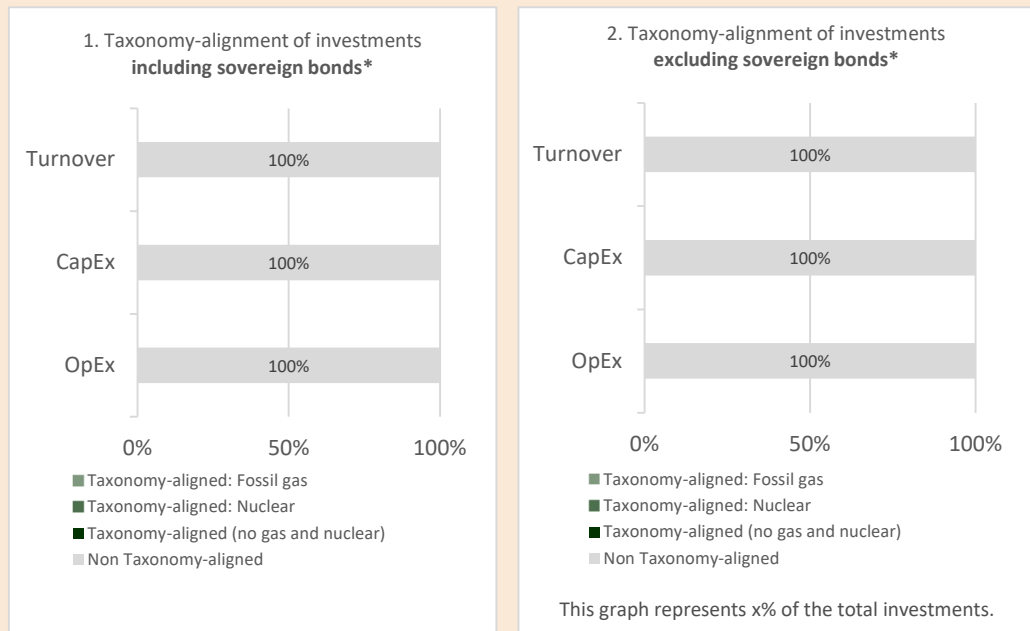 1. Taxonomy-alignment of investments
including sovereign bonds*
Turnover
100%
CapEx
100%
OpEx
100%
0%
50%
100%
Taxonomy-aligned: Fossil gas
Taxonomy-aligned: Nuclear
Taxonomy-aligned (no gas and nuclear)
Non Taxonomy-aligned
2. Taxonomy-alignment of investments
excluding sovereign bonds*
Turnover
100%
CapEx
100%
OpEx
100%
0%
50%
100%
Taxonomy-aligned: Fossil gas
Taxonomy-aligned: Nuclear
Taxonomy-aligned (no gas and nuclear)
Non Taxonomy-aligned
This graph represents x% of the total investments.